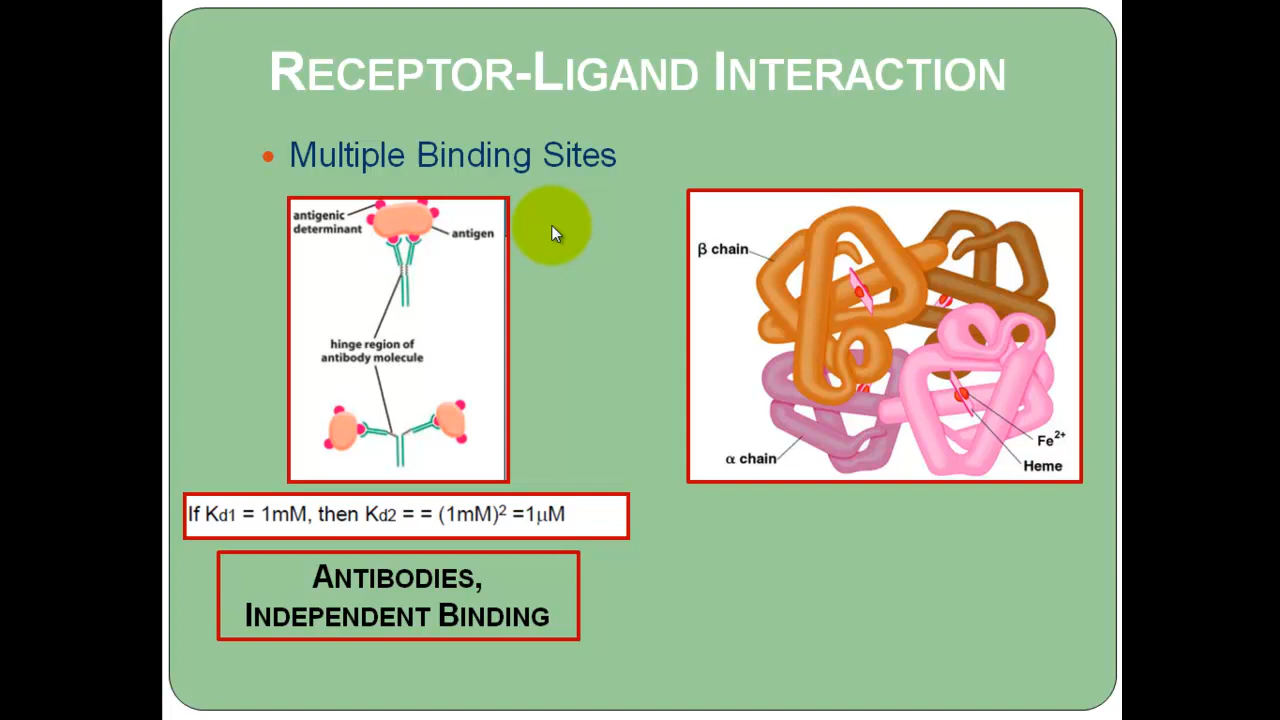 RECEPTOR-LIGAND INTERACTION
• Multiple Binding Sites
antigenic
determinant
antigen
hinge region of
antibody molecule
β chain
α chain
Fe²⁺
Heme
If Kd1 = 1mM, then Kd2 = = (1mM)² =1μM
ANTIBODIES,
INDEPENDENT BINDING